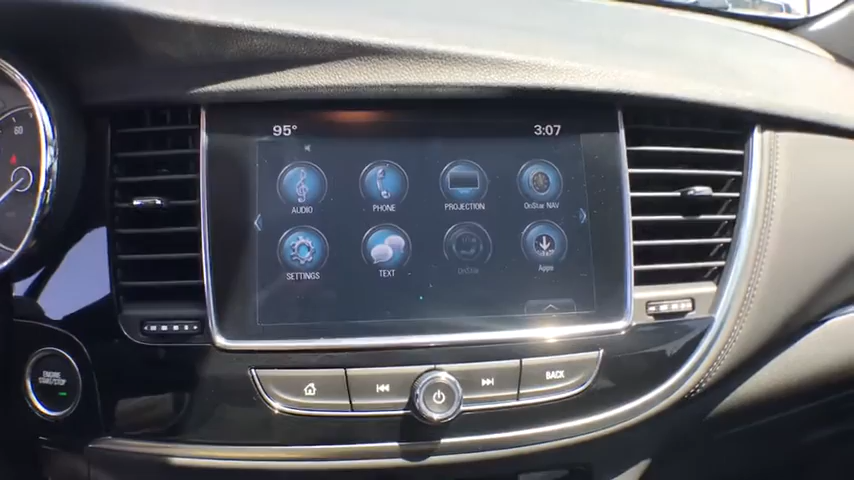 60
95° 3:07
AUDIO PHONE PROJECTION OnStar NAV
SETTINGS TEXT OnStar Apps
ENGINE
START/STOP
BACK